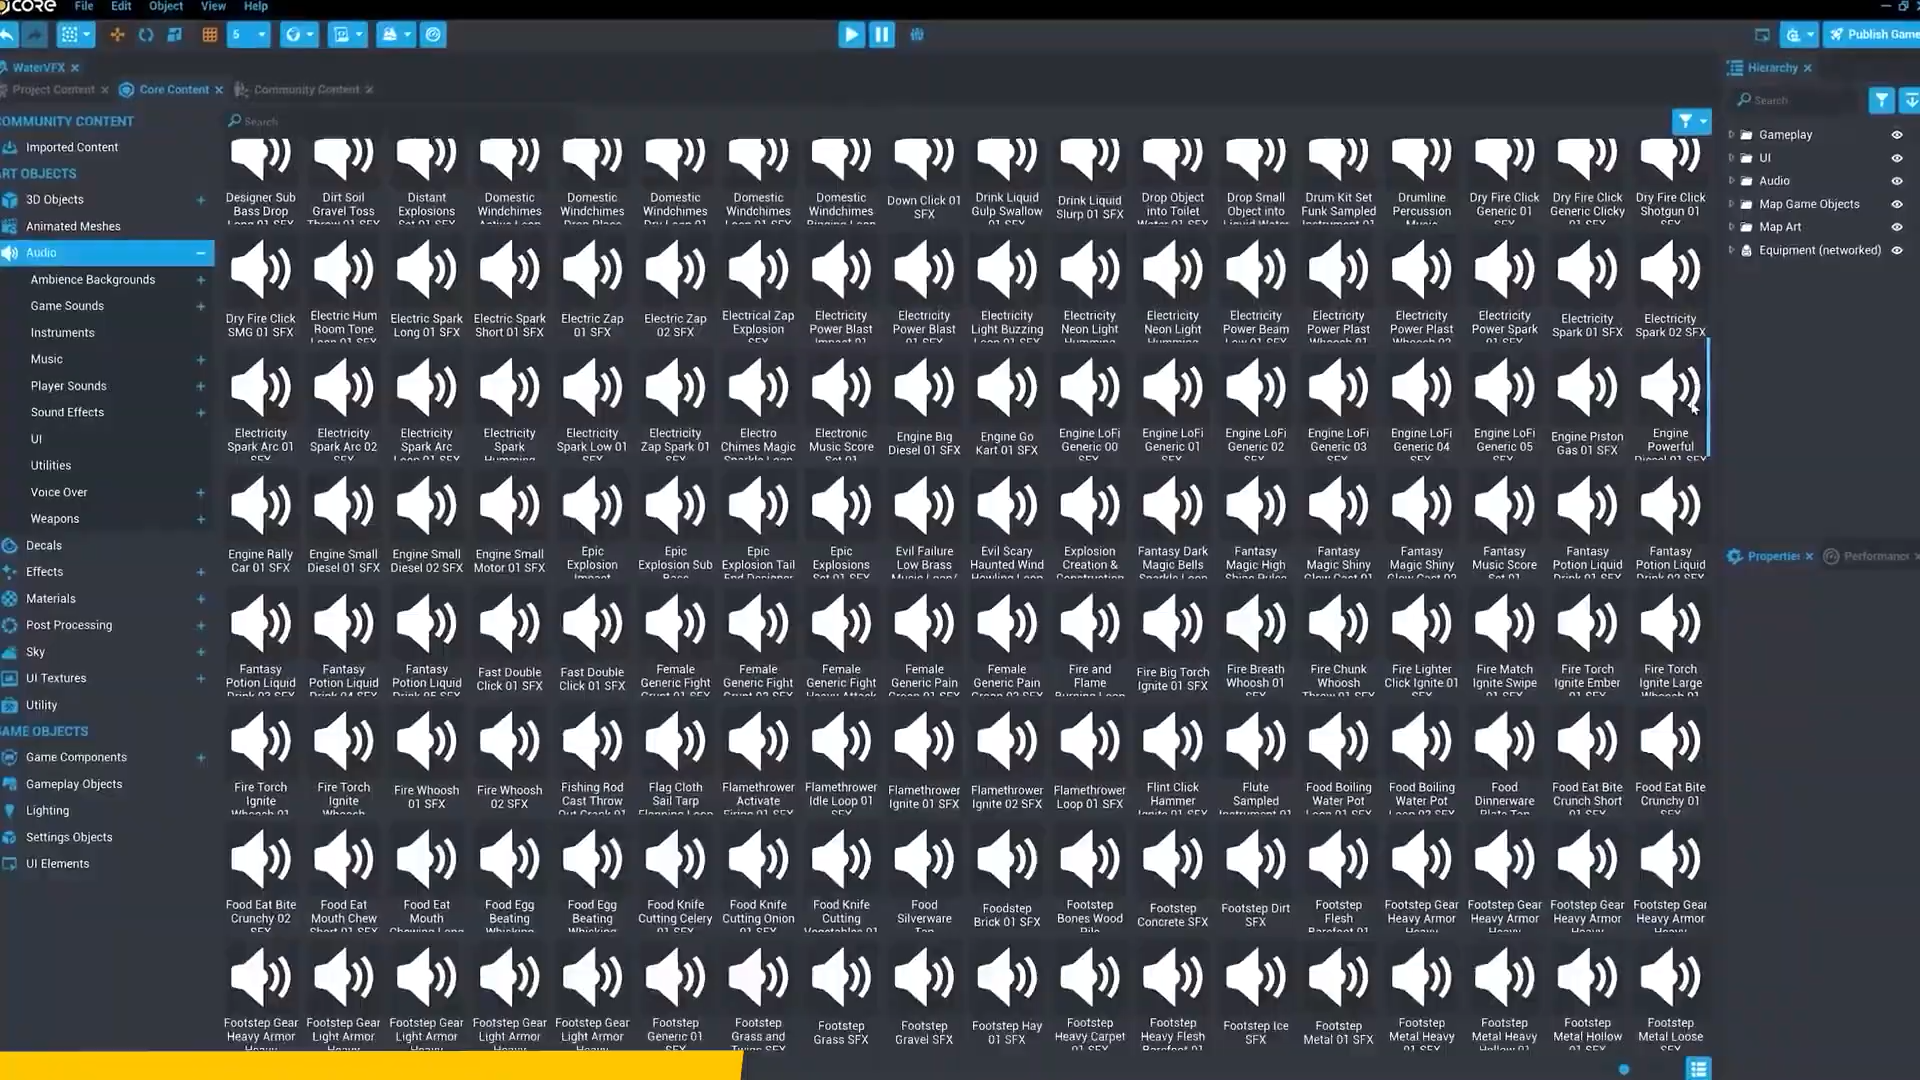 CORE File Edit Object View Help
5
Publish Game
WaterVFX
Project Content Core Content Community Content
Search
COMMUNITY CONTENT
Imported Content
ART OBJECTS
3D Objects
Animated Meshes
Audio
Ambience Backgrounds
Game Sounds
Instruments
Music
Player Sounds
Sound Effects
UI
Utilities
Voice Over
Weapons
Decals
Effects
Materials
Post Processing
Sky
UI Textures
Utility
GAME OBJECTS
Game Components
Gameplay Objects
Lighting
Settings Objects
UI Elements
Designer Sub Dirt Soil Distant Domestic Domestic Domestic Domestic Domestic Down Click 01 Drink Liquid Drink Liquid Drop Object Drop Small Drum Kit Set Drumline Dry Fire Click Dry Fire Click Dry Fire Click
Bass Drop Gravel Toss Explosions Windchimes Windchimes Windchimes Windchimes Windchimes SFX Gulp Swallow Slurp 01 SFX into Toilet Object into Funk Sampled Percussion Generic 01 Generic Clicky Shotgun 01
Dry Fire Click Electric Hum Electric Spark Electric Spark Electric Zap Electric Zap Electrical Zap Electricity Electricity Electricity Electricity Electricity Electricity Electricity Electricity Electricity Electricity Electricity
SMG 01 SFX Room Tone Long 01 SFX Short 01 SFX 01 SFX 02 SFX Explosion Power Blast Power Blast Light Buzzing Neon Light Neon Light Power Beam Power Plast Power Plast Power Spark Spark 01 SFX Spark 02 SFX
Electricity Electricity Electricity Electricity Electricity Electricity Electro Electronic Engine Big Engine Go Engine LoFi Engine LoFi Engine LoFi Engine LoFi Engine LoFi Engine LoFi Engine Piston Engine
Spark Arc 01 Spark Arc 02 Spark Arc Spark Spark Low 01 Zap Spark 01 Chimes Magic Music Score Diesel 01 SFX Kart 01 SFX Generic 00 Generic 01 Generic 02 Generic 03 Generic 04 Generic 05 Gas 01 SFX Powerful
Engine Rally Engine Small Engine Small Engine Small Epic Epic Epic Epic Evil Failure Evil Scary Explosion Fantasy Dark Fantasy Fantasy Fantasy Fantasy Fantasy Fantasy
Car 01 SFX Diesel 01 SFX Diesel 02 SFX Motor 01 SFX Explosion Explosion Sub Explosion Tail Explosions Low Brass Haunted Wind Creation & Magic Bells Magic High Magic Shiny Magic Shiny Music Score Potion Liquid Potion Liquid
Fantasy Fantasy Fantasy Fast Double Fast Double Female Female Female Female Female Fire and Fire Big Torch Fire Breath Fire Chunk Fire Lighter Fire Match Fire Torch Fire Torch
Potion Liquid Potion Liquid Potion Liquid Click 01 SFX Click 01 SFX Generic Fight Generic Fight Generic Fight Generic Pain Generic Pain Flame Ignite 01 SFX Whoosh 01 Whoosh Click Ignite 01 Ignite Swipe Ignite Ember Ignite Large
Fire Torch Fire Torch Fire Whoosh Fire Whoosh Fishing Rod Flag Cloth Flamethrower Flamethrower Flamethrower Flamethrower Flamethrower Flint Click Flute Food Boiling Food Boiling Food Food Eat Bite Food Eat Bite
Ignite Ignite 01 SFX 02 SFX Cast Throw Sail Tarp Activate Idle Loop 01 Ignite 01 SFX Ignite 02 SFX Loop 01 SFX Hammer Sampled Water Pot Water Pot Dinnerware Crunch Short Crunchy 01
Food Eat Bite Food Eat Food Eat Food Egg Food Egg Food Knife Food Knife Food Knife Food Foodstep Footstep Footstep Footstep Dirt Footstep Footstep Gear Footstep Gear Footstep Gear Footstep Gear
Crunchy 02 Mouth Chew Mouth Beating Beating Cutting Celery Cutting Onion Cutting Silverware Brick 01 SFX Bones Wood Concrete SFX SFX Flesh Heavy Armor Heavy Armor Heavy Armor Heavy Armor
Footstep Gear Footstep Gear Footstep Gear Footstep Gear Footstep Gear Footstep Footstep Footstep Footstep Footstep Hay Footstep Footstep Footstep Ice Footstep Footstep Footstep Footstep Footstep
Heavy Armor Light Armor Light Armor Light Armor Light Armor Generic 01 Grass and Grass SFX Gravel SFX 01 SFX Heavy Carpet Heavy Flesh SFX Metal 01 SFX Metal Heavy Metal Heavy Metal Hollow Metal Loose
Hierarchy
Search
Gameplay
UI
Audio
Map Game Objects
Map Art
Equipment (networked)
Properties Performance